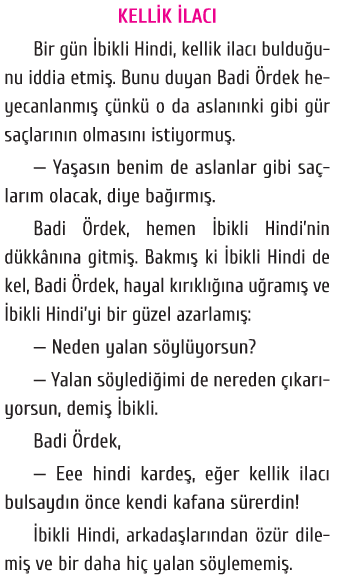 KELLİK İLACI
Bir gün İbikli Hindi, kellik ilacı bulduğu-
nu iddia etmiş. Bunu duyan Badi Ördek he-
yecanlanmış çünkü o da aslanınki gibi gür
saçlarının olmasını istiyormuş.
— Yaşasın benim de aslanlar gibi saç-
larım olacak, diye bağırmış.
Badi Ördek, hemen İbikli Hindi’nin
dükkânına gitmiş. Bakmış ki İbikli Hindi de
kel, Badi Ördek, hayal kırıklığına uğramış ve
İbikli Hindi’yi bir güzel azarlamış:
— Neden yalan söylüyorsun?
— Yalan söylediğimi de nereden çıkarı-
yorsun, demiş İbikli.
Badi Ördek,
— Eee hindi kardeş, eğer kellik ilacı
bulsaydın önce kendi kafana sürerdin!
İbikli Hindi, arkadaşlarından özür dile-
miş ve bir daha hiç yalan söylememiş.